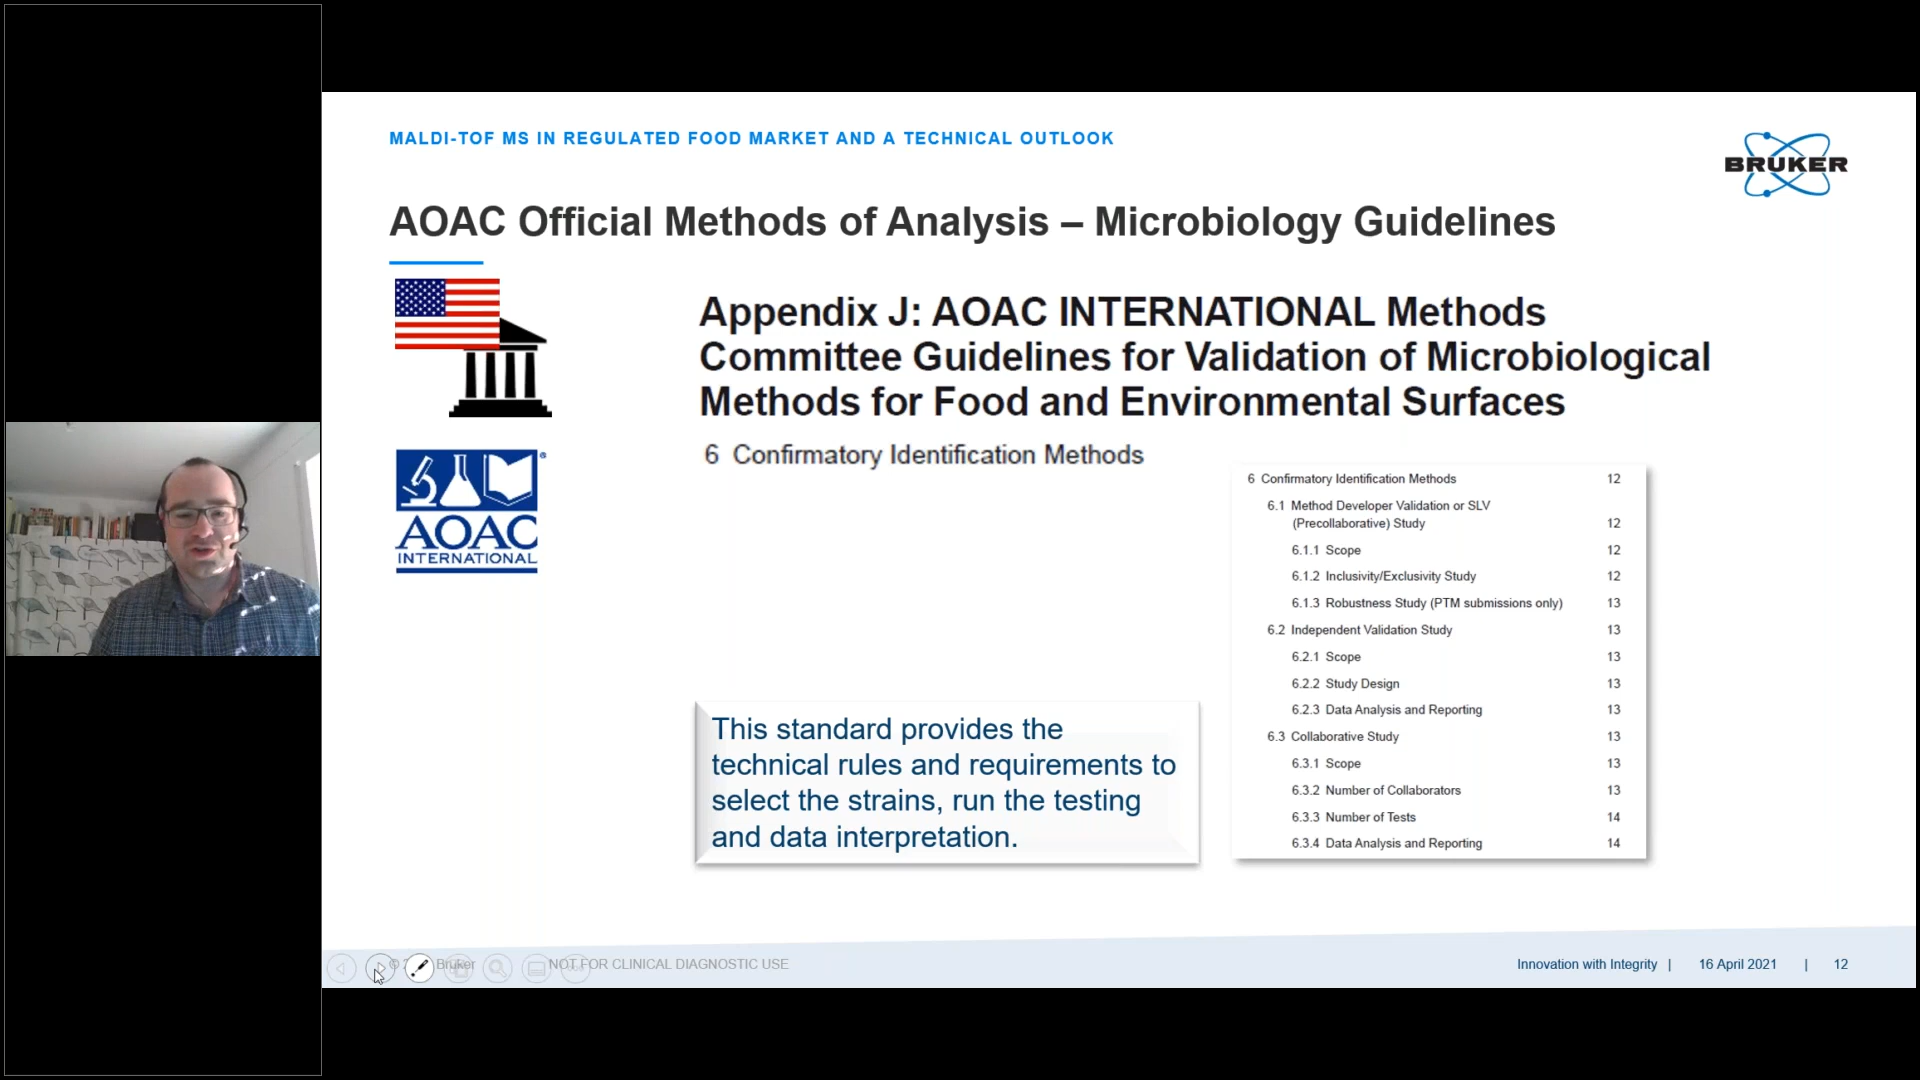 MALDI-TOF MS IN REGULATED FOOD MARKET AND A TECHNICAL OUTLOOK
BRUKER
AOAC Official Methods of Analysis – Microbiology Guidelines
Appendix J: AOAC INTERNATIONAL Methods
Committee Guidelines for Validation of Microbiological
Methods for Food and Environmental Surfaces
6 Confirmatory Identification Methods
AOAC
INTERNATIONAL
®
6 Confirmatory Identification Methods 12
6.1 Method Developer Validation or SLV
(Precollaborative) Study 12
6.1.1 Scope 12
6.1.2 Inclusivity/Exclusivity Study 12
6.1.3 Robustness Study (PTM submissions only) 13
6.2 Independent Validation Study 13
6.2.1 Scope 13
6.2.2 Study Design 13
6.2.3 Data Analysis and Reporting 13
6.3 Collaborative Study 13
6.3.1 Scope 13
6.3.2 Number of Collaborators 13
6.3.3 Number of Tests 14
6.3.4 Data Analysis and Reporting 14
This standard provides the
technical rules and requirements to
select the strains, run the testing
and data interpretation.
© Bruker NOT FOR CLINICAL DIAGNOSTIC USE
Innovation with Integrity | 16 April 2021 | 12